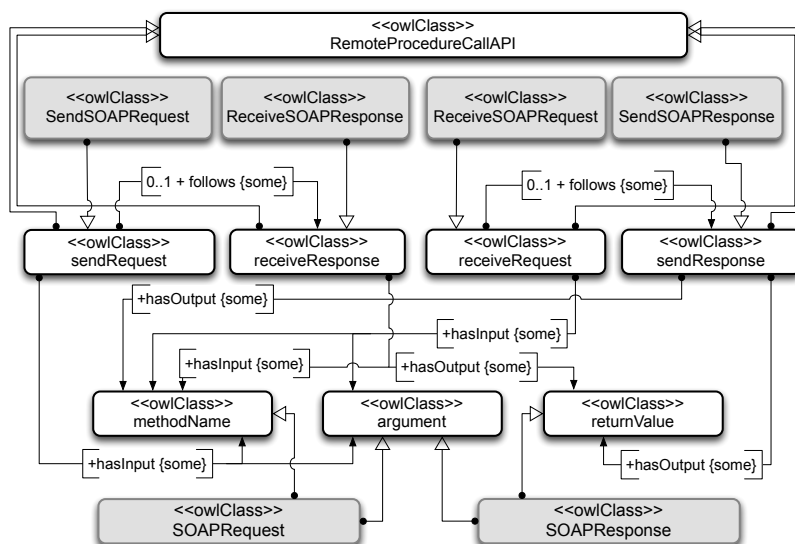 <<owlClass>>
RemoteProcedureCallAPI
<<owlClass>>
SendSOAPRequest
<<owlClass>>
ReceiveSOAPResponse
<<owlClass>>
ReceiveSOAPRequest
<<owlClass>>
SendSOAPResponse
0..1 + follows {some}
0..1 + follows {some}
<<owlClass>>
sendRequest
<<owlClass>>
receiveResponse
<<owlClass>>
receiveRequest
<<owlClass>>
sendResponse
+hasOutput {some}
+hasInput {some}
+hasInput {some}
+hasOutput {some}
<<owlClass>>
methodName
<<owlClass>>
argument
<<owlClass>>
returnValue
+hasInput {some}
+hasOutput {some}
<<owlClass>>
SOAPRequest
<<owlClass>>
SOAPResponse